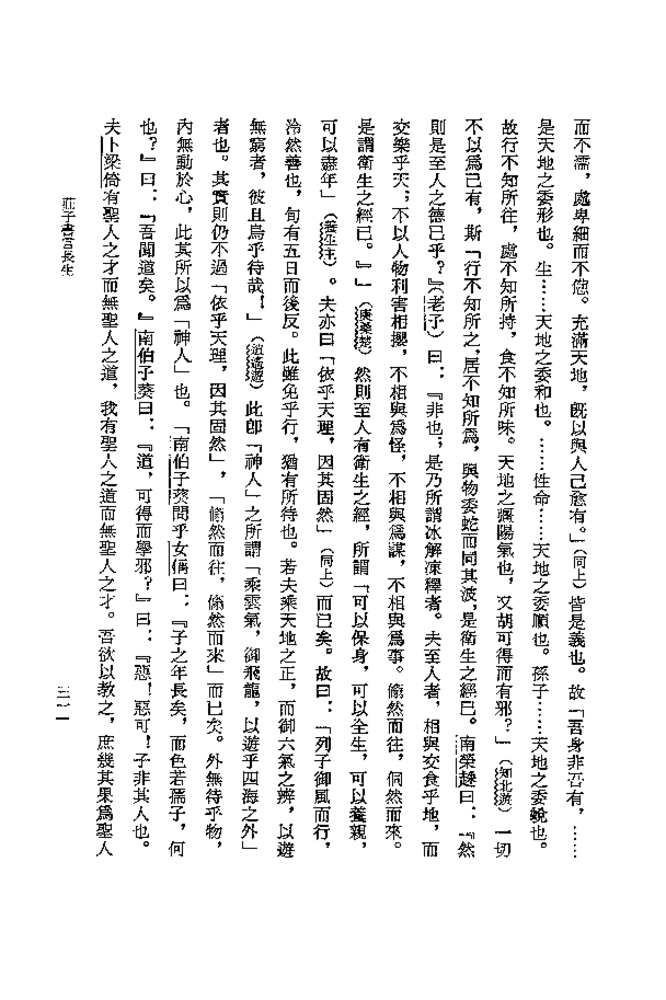 而不濡，處卑細而不憊。充滿天地，旣以與人己愈有。」（同上）皆是義也。故「吾身非吾有，……
是天地之委形也。生……天地之委和也。……性命……天地之委順也。孫子……天地之委蛻也。
故行不知所往，處不知所持，食不知所味。天地之彊陽氣也，又胡可得而有邪？」（知北遊）一切
不以爲己有，斯「行不知所之，居不知所爲，與物委蛇而同其波，是衛生之經已。南榮趎曰：『然
則是至人之德已乎？』（老子）曰：『非也；是乃所謂冰解凍釋者。夫至人者，相與交食乎地，而
交樂乎天；不以人物利害相攖，不相與爲怪，不相與爲謀，不相與爲事。翛然而往，侗然而來。
是謂衛生之經已。』」（庚桑楚）然則至人有衛生之經，所謂「可以保身，可以全生，可以養親，
可以盡年」（養生主）。夫亦曰「依乎天理，因其固然」（同上）而已矣。故曰：「列子御風而行，
泠然善也，旬有五日而後反。此雖免乎行，猶有所待也。若夫乘天地之正，而御六氣之辨，以遊
無窮者，彼且烏乎待哉！」（逍遙遊）此卽「神人」之所謂「乘雲氣，御飛龍，以遊乎四海之外」
者也。其實則仍不過「依乎天理，因其固然」，「翛然而往，翛然而來」而已矣。外無待乎物，
內無動於心，此其所以爲「神人」也。「南伯子葵問乎女偊曰：『子之年長矣，而色若孺子，何
也？』曰：『吾聞道矣。』南伯子葵曰：『道，可得而學邪？』曰：『惡！惡可！子非其人也。
夫卜梁倚有聖人之才而無聖人之道，我有聖人之道而無聖人之才。吾欲以教之，庶幾其果爲聖人
莊子書言長生
三一一